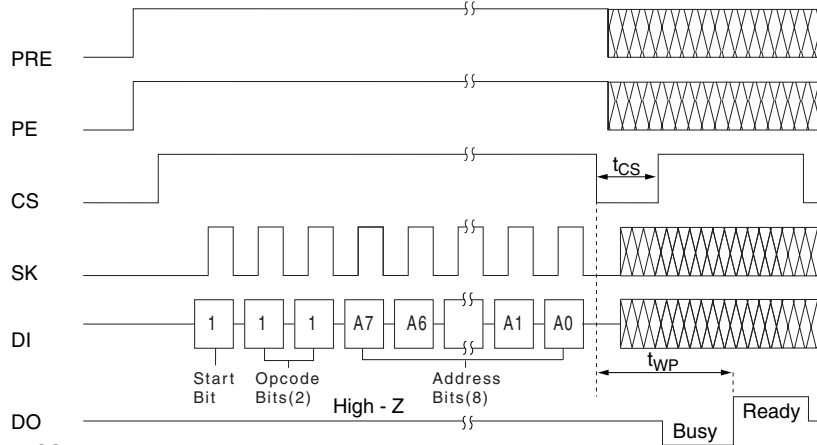 PRE
PE
CS
tCS
SK
DI
1
1
1
A7
A6
A1
A0
Start
Bit
Opcode
Bits(2)
Address
Bits(8)
tWP
DO
High - Z
Busy
Ready